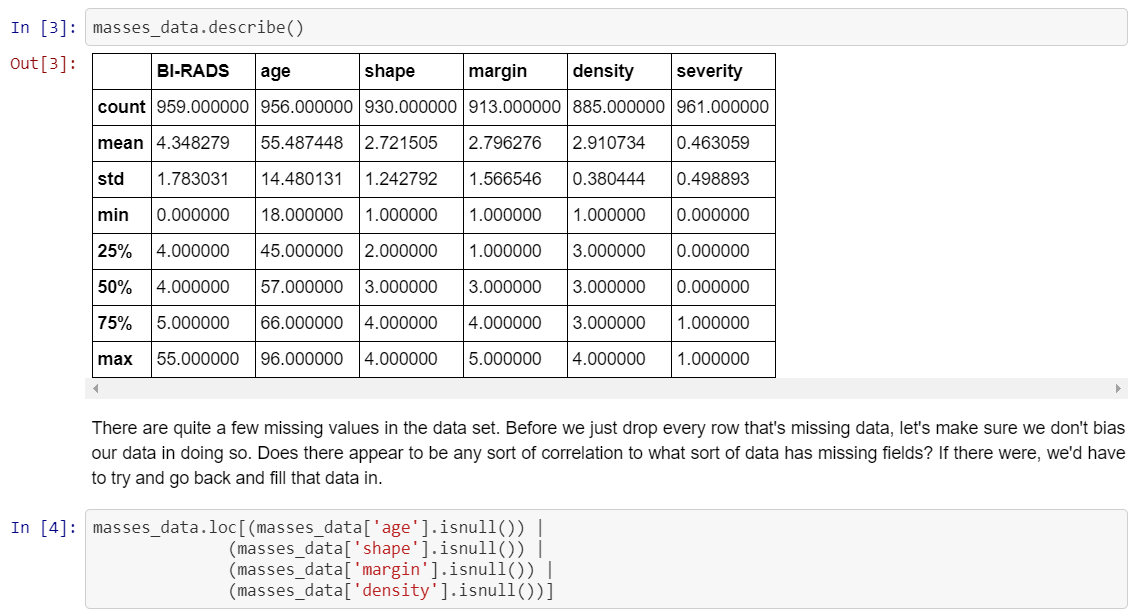 In [3]: masses_data.describe()
Out[3]:
BI-RADS age shape margin density severity
count 959.000000 956.000000 930.000000 913.000000 885.000000 961.000000
mean 4.348279 55.487448 2.721505 2.796276 2.910734 0.463059
std 1.783031 14.480131 1.242792 1.566546 0.380444 0.498893
min 0.000000 18.000000 1.000000 1.000000 1.000000 0.000000
25% 4.000000 45.000000 2.000000 1.000000 3.000000 0.000000
50% 4.000000 57.000000 3.000000 3.000000 3.000000 0.000000
75% 5.000000 66.000000 4.000000 4.000000 3.000000 1.000000
max 55.000000 96.000000 4.000000 5.000000 4.000000 1.000000
There are quite a few missing values in the data set. Before we just drop every row that's missing data, let's make sure we don't bias
our data in doing so. Does there appear to be any sort of correlation to what sort of data has missing fields? If there were, we'd have
to try and go back and fill that data in.
In [4]: masses_data.loc[(masses_data['age'].isnull()) |
(masses_data['shape'].isnull()) |
(masses_data['margin'].isnull()) |
(masses_data['density'].isnull())]